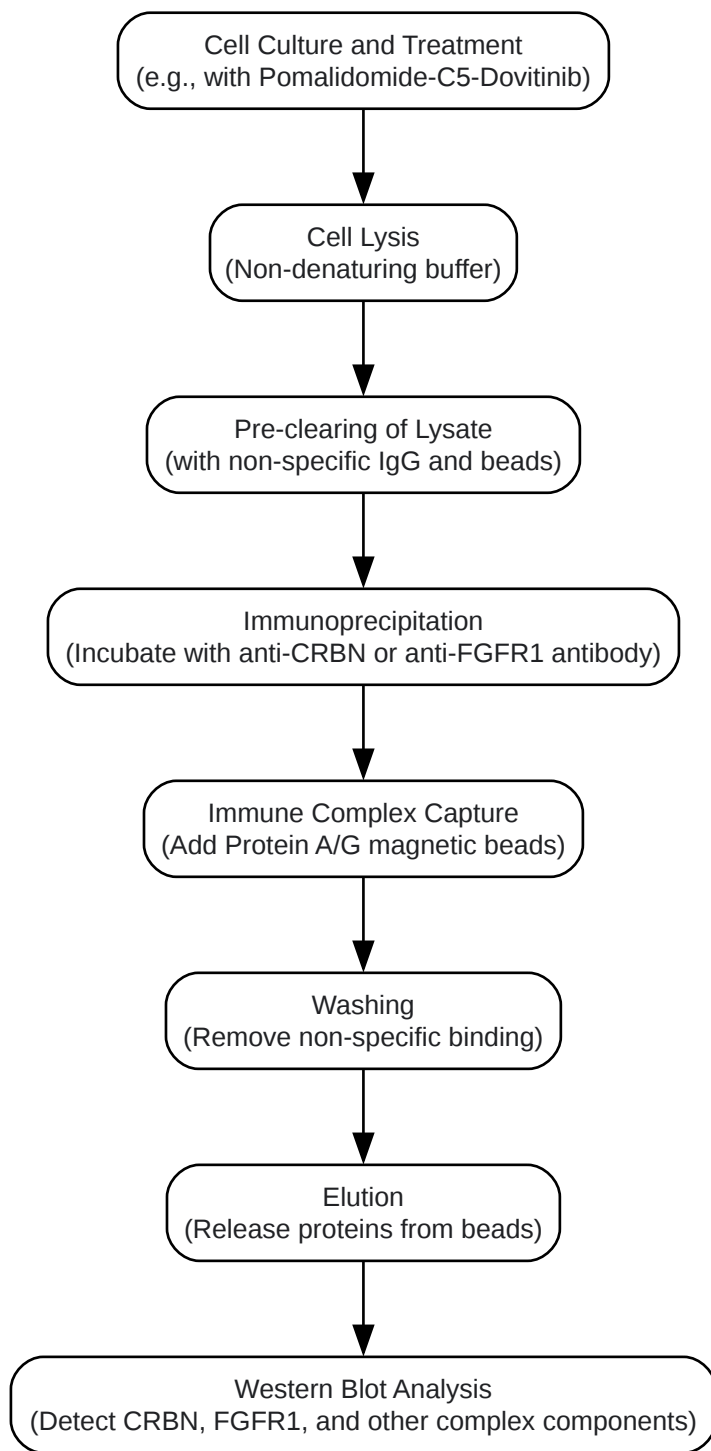 Cell Culture and Treatment
(e.g., with Pomalidomide-C5-Dovitinib)
Cell Lysis
(Non-denaturing buffer)
Pre-clearing of Lysate
(with non-specific IgG and beads)
Immunoprecipitation
(Incubate with anti-CRBN or anti-FGFR1 antibody)
Immune Complex Capture
(Add Protein A/G magnetic beads)
Washing
(Remove non-specific binding)
Elution
(Release proteins from beads)
Western Blot Analysis
(Detect CRBN, FGFR1, and other complex components)